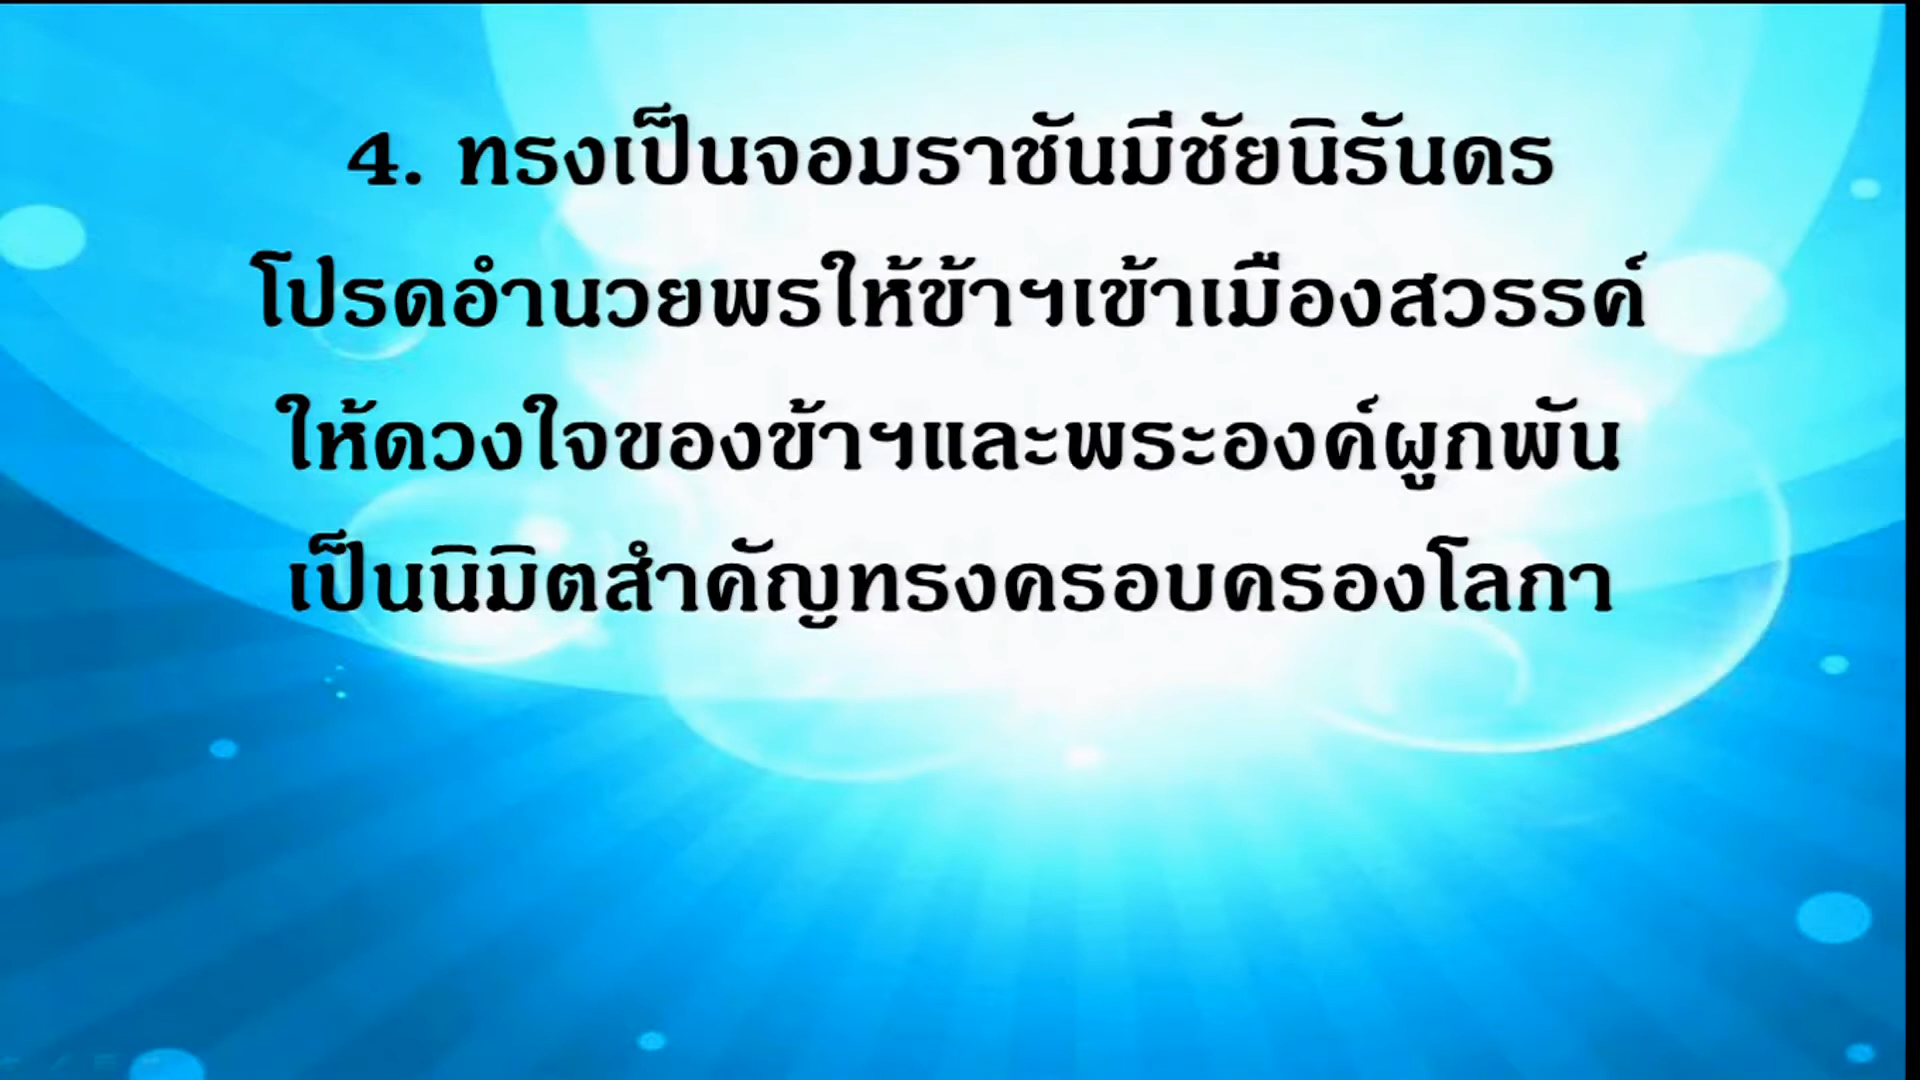 4. ทรงเป็นจอมราชันมีชัยนิรันดร
โปรดอำนวยพรให้ข้าฯเข้าเมืองสวรรค์
ให้ดวงใจของข้าฯและพระองค์ผูกพัน
เป็นนิมิตสำคัญทรงครอบครองโลกา